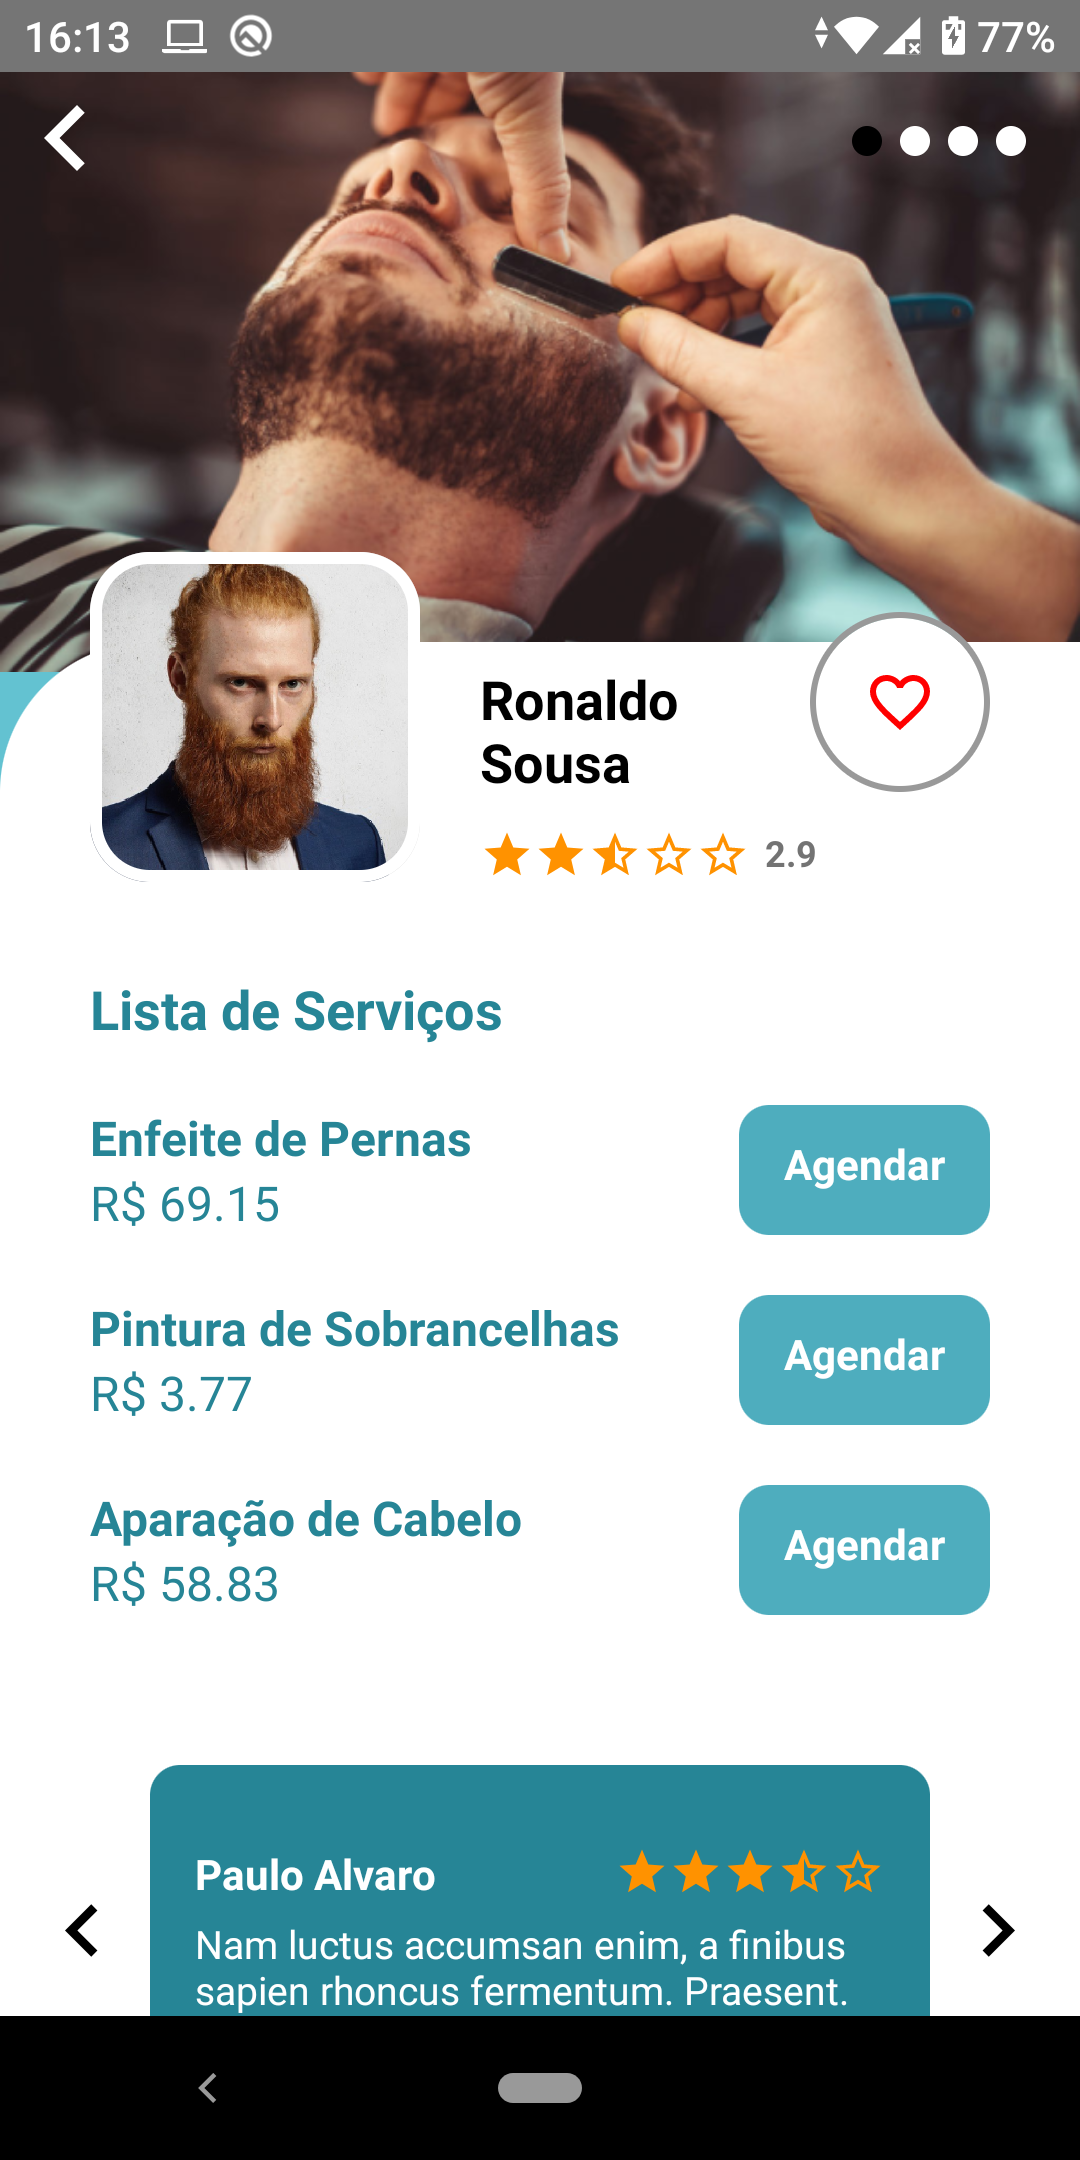 16:13
77%
Ronaldo
Sousa
2.9
Lista de Serviços
Enfeite de Pernas
R$ 69.15
Agendar
Pintura de Sobrancelhas
R$ 3.77
Agendar
Aparação de Cabelo
R$ 58.83
Agendar
Paulo Alvaro
Nam luctus accumsan enim, a finibus
sapien rhoncus fermentum. Praesent.